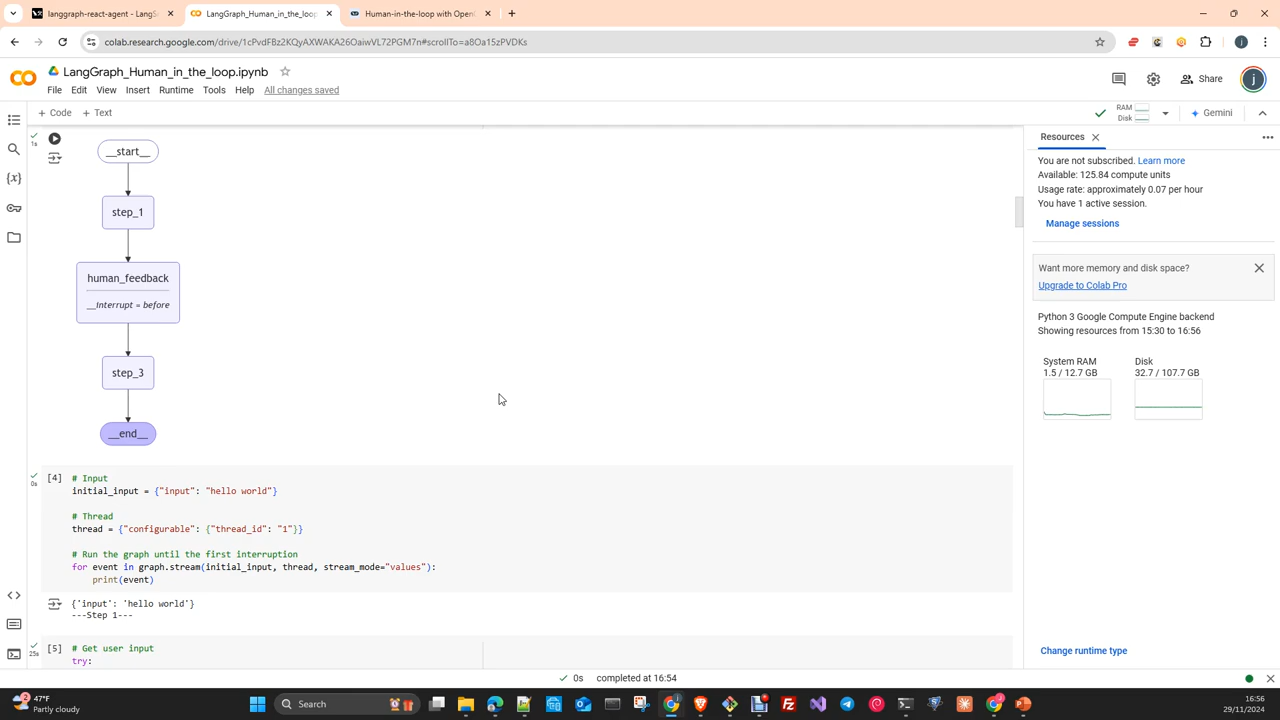 langgraph-react-agent - LangS
LangGraph_Human_in_the_loop
Human-in-the-loop with OpenG
colab.research.google.com/drive/1cPvdFBz2KQyAXWAKA26OaiwVL72PGM7n#scrollTo=a8Oa15zPVDKs
LangGraph_Human_in_the_loop.ipynb
Share
File Edit View Insert Runtime Tools Help All changes saved
+ Code + Text
RAM
Disk
Gemini
1s
__start__
step_1
human_feedback
__Interrupt = before
step_3
__end__
Resources
You are not subscribed. Learn more
Available: 125.84 compute units
Usage rate: approximately 0.07 per hour
You have 1 active session.
Manage sessions
Want more memory and disk space?
Upgrade to Colab Pro
Python 3 Google Compute Engine backend
Showing resources from 15:30 to 16:56
System RAM
1.5 / 12.7 GB
Disk
32.7 / 107.7 GB
0s
[4] # Input
initial_input = {"input": "hello world"}
# Thread
thread = {"configurable": {"thread_id": "1"}}
# Run the graph until the first interruption
for event in graph.stream(initial_input, thread, stream_mode="values"):
print(event)
{'input': 'hello world'}
---Step 1---
25s
[5] # Get user input
try:
Change runtime type
0s completed at 16:54
2
47°F
Partly cloudy
Search
16:56
29/11/2024